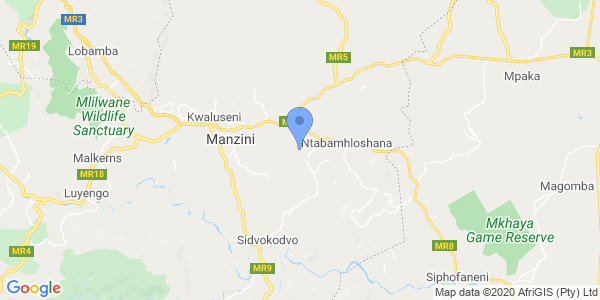 MR3
MR19
Lobamba
MR5
MR3
Mpaka
Mlilwane
Wildlife
Sanctuary
Kwaluseni
Manzini
Ntabamhloshana
Malkerns
MR18
Luyengo
Magomba
Mkhaya
Game Reserve
Sidvokodvo
MR8
MR4
MR9
Siphofaneni
Google
Map data ©2020 AfriGIS (Pty) Ltd